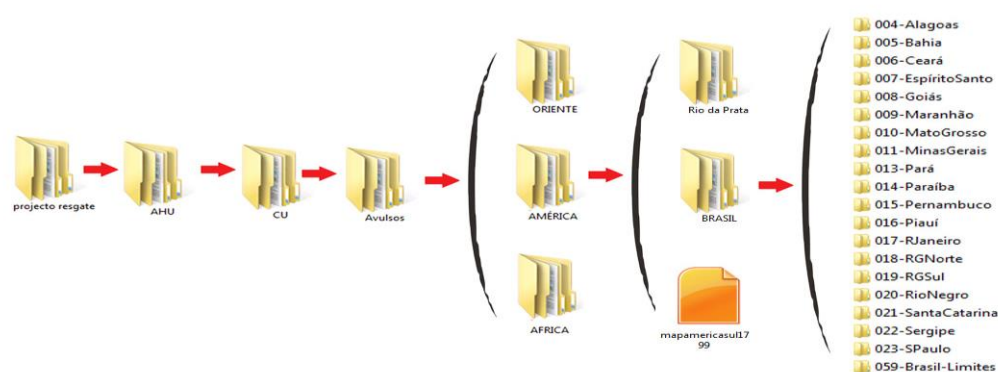 projecto resgate
AHU
CU
Avulsos
ORIENTE
AMÉRICA
AFRICA
Rio da Prata
BRASIL
mapamericasul17
99
004-Alagoas
005-Bahia
006-Ceará
007-EspíritoSanto
008-Goiás
009-Maranhão
010-MatoGrosso
011-MinasGerais
013-Pará
014-Paraíba
015-Pernambuco
016-Piauí
017-RJaneiro
018-RGNorte
019-RGSul
020-RioNegro
021-SantaCatarina
022-Sergipe
023-SPaulo
059-Brasil-Limites